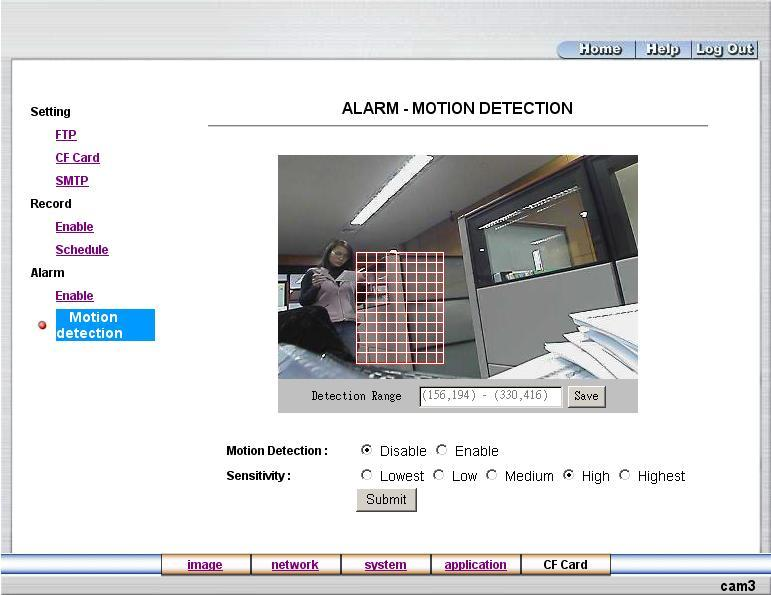 Home Help Log Out
Setting
FTP
CF Card
SMTP
Record
Enable
Schedule
Alarm
Enable
Motion
detection
ALARM - MOTION DETECTION
Detection Range (156,194) - (330,416) Save
Motion Detection : Disable Enable
Sensitivity : Lowest Low Medium High Highest
Submit
image network system application CF Card
cam3